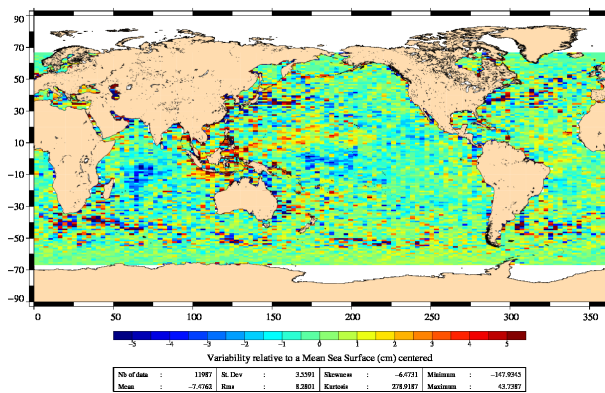 90
70
50
30
10
−10
−30
−50
−70
−90
0 50 100 150 200 250 300 350
−5 −4 −3 −2 −1 0 1 2 3 4 5
Variability relative to a Mean Sea Surface (cm) centered
Nb of data : 11987 St. Dev : 3.5591 Skewness : −6.4731 Minimum : −147.9345
Mean : −7.4762 Rms : 8.2801 Kurtosis : 278.9187 Maximum : 43.7387